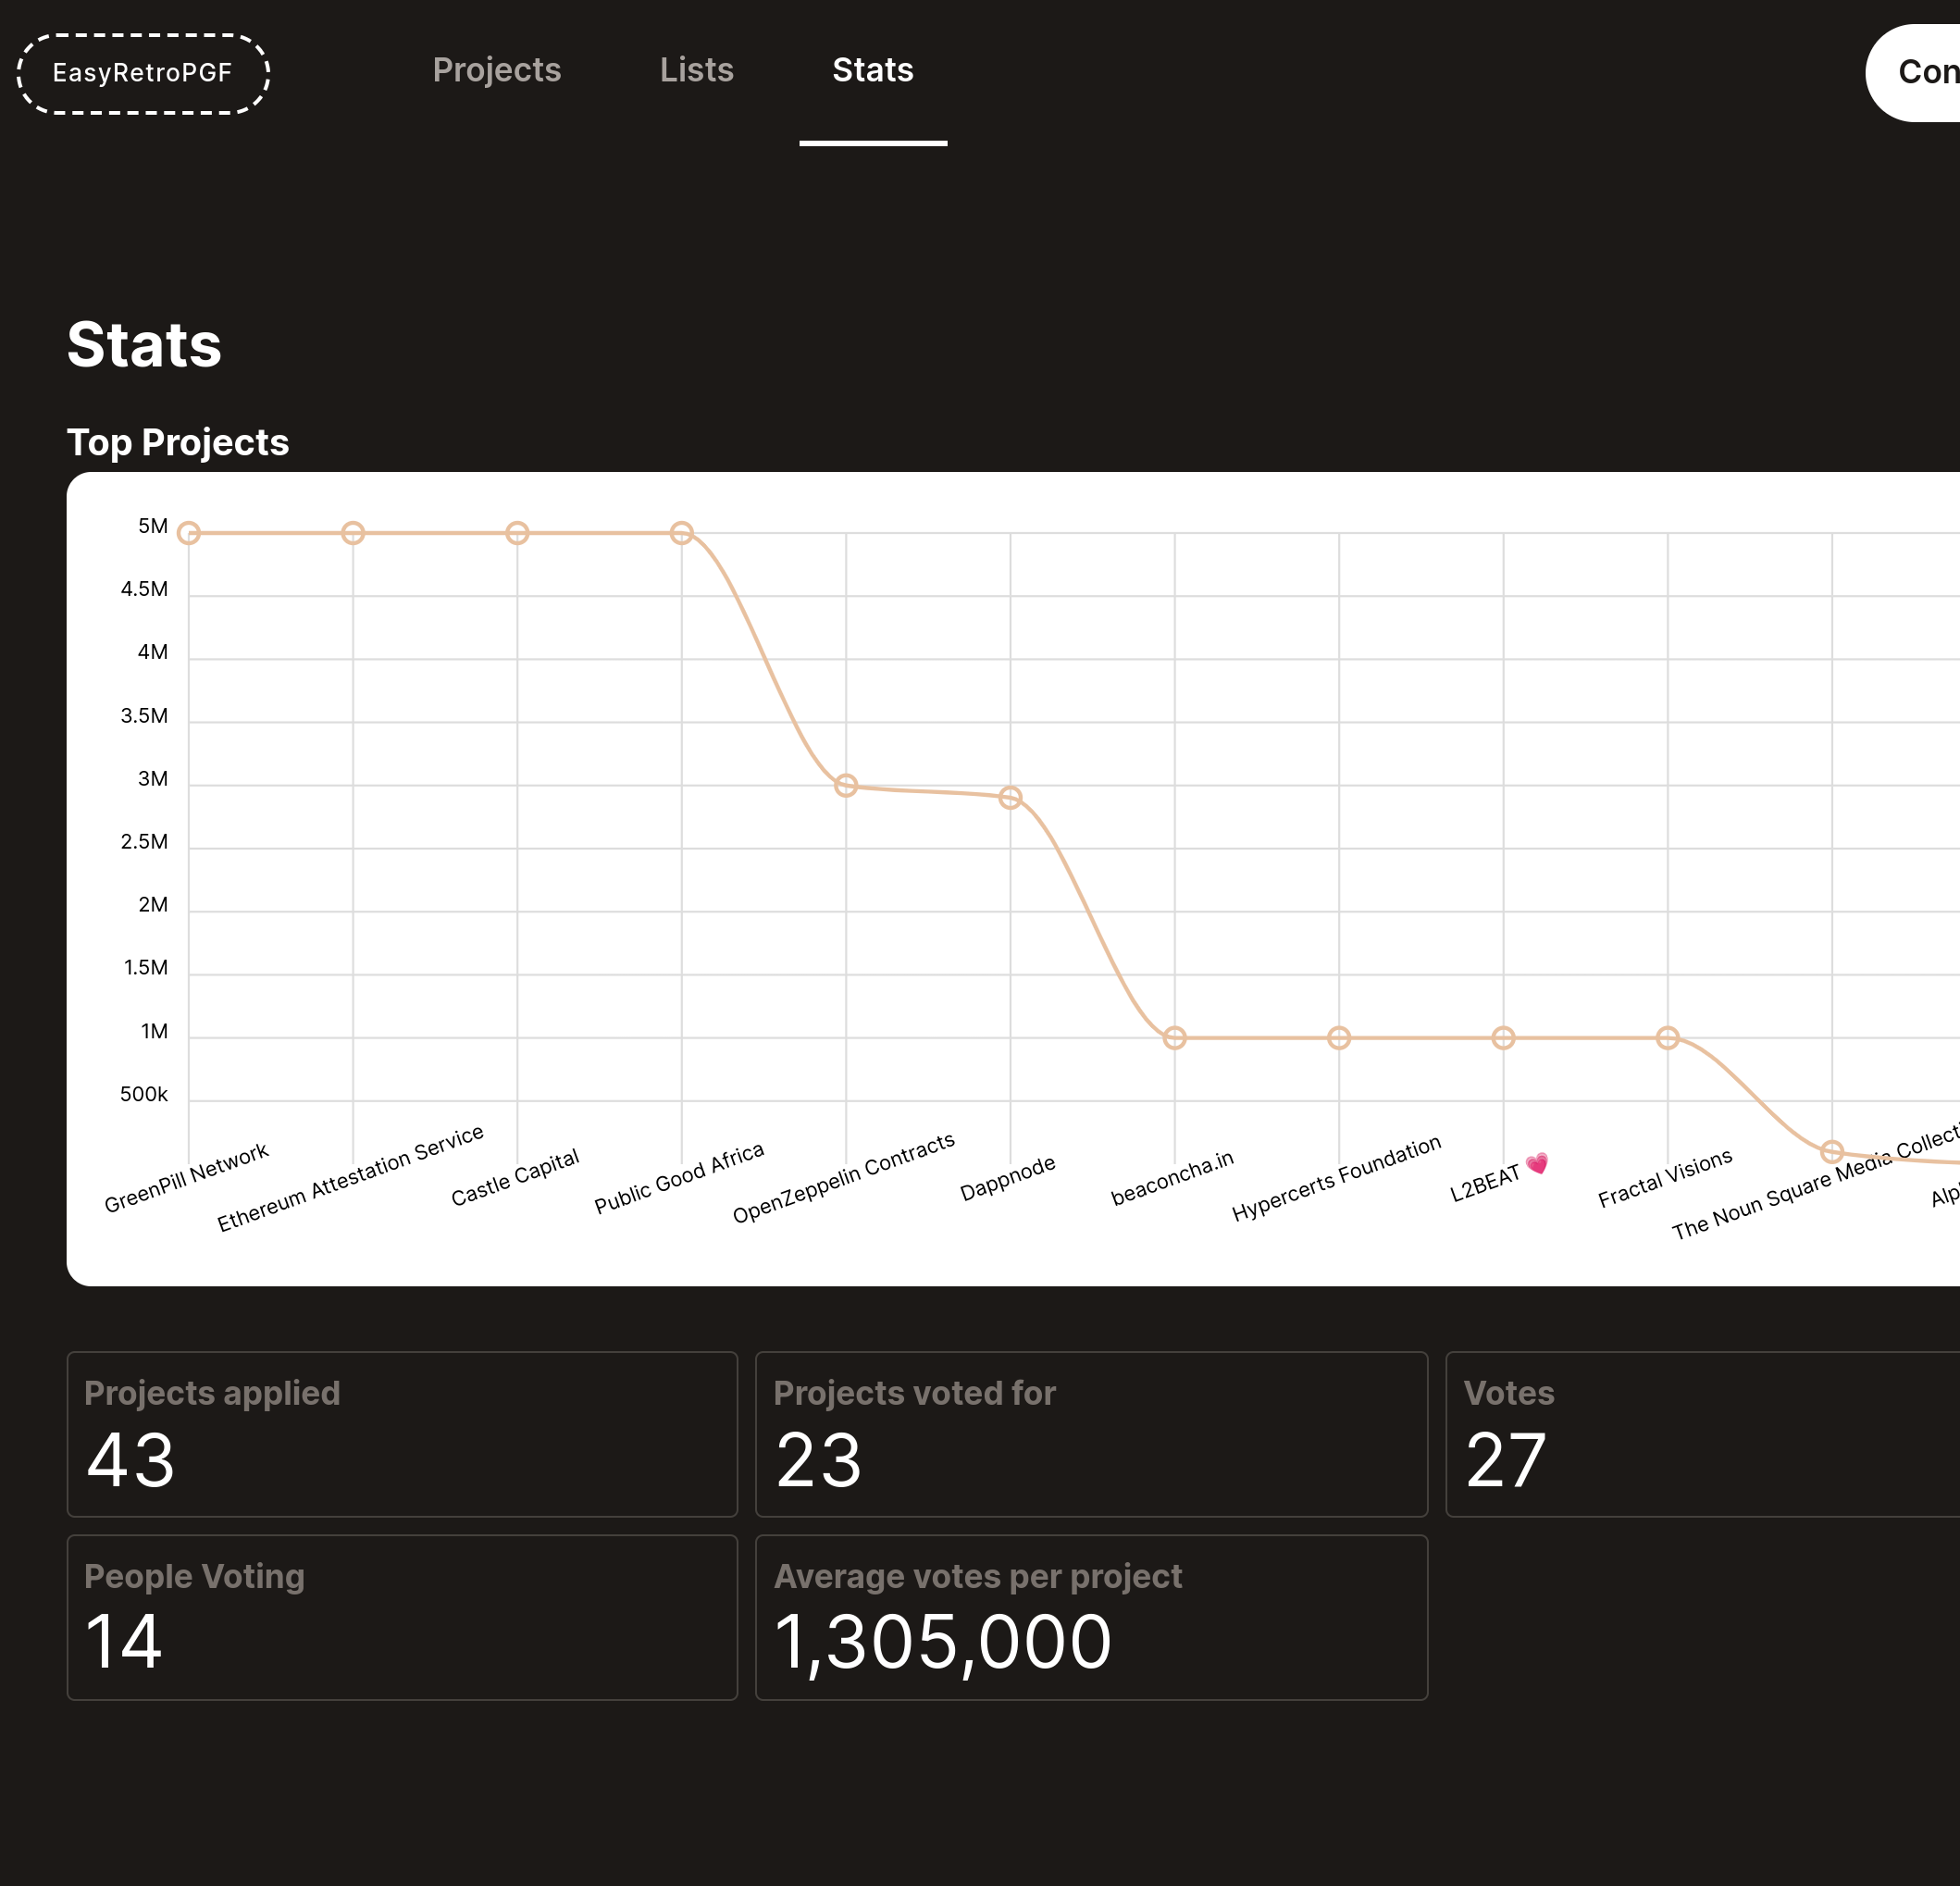 EasyRetroPGF
Projects
Lists
Stats
Con
Stats
Top Projects
5M
4.5M
4M
3.5M
3M
2.5M
2M
1.5M
1M
500k
GreenPill Network
Ethereum Attestation Service
Castle Capital
Public Good Africa
OpenZeppelin Contracts
Dappnode
beaconcha.in
Hypercerts Foundation
L2BEAT 💗
Fractal Visions
The Noun Square Media Collecti
Alp
Projects applied
43
Projects voted for
23
Votes
27
People Voting
14
Average votes per project
1,305,000